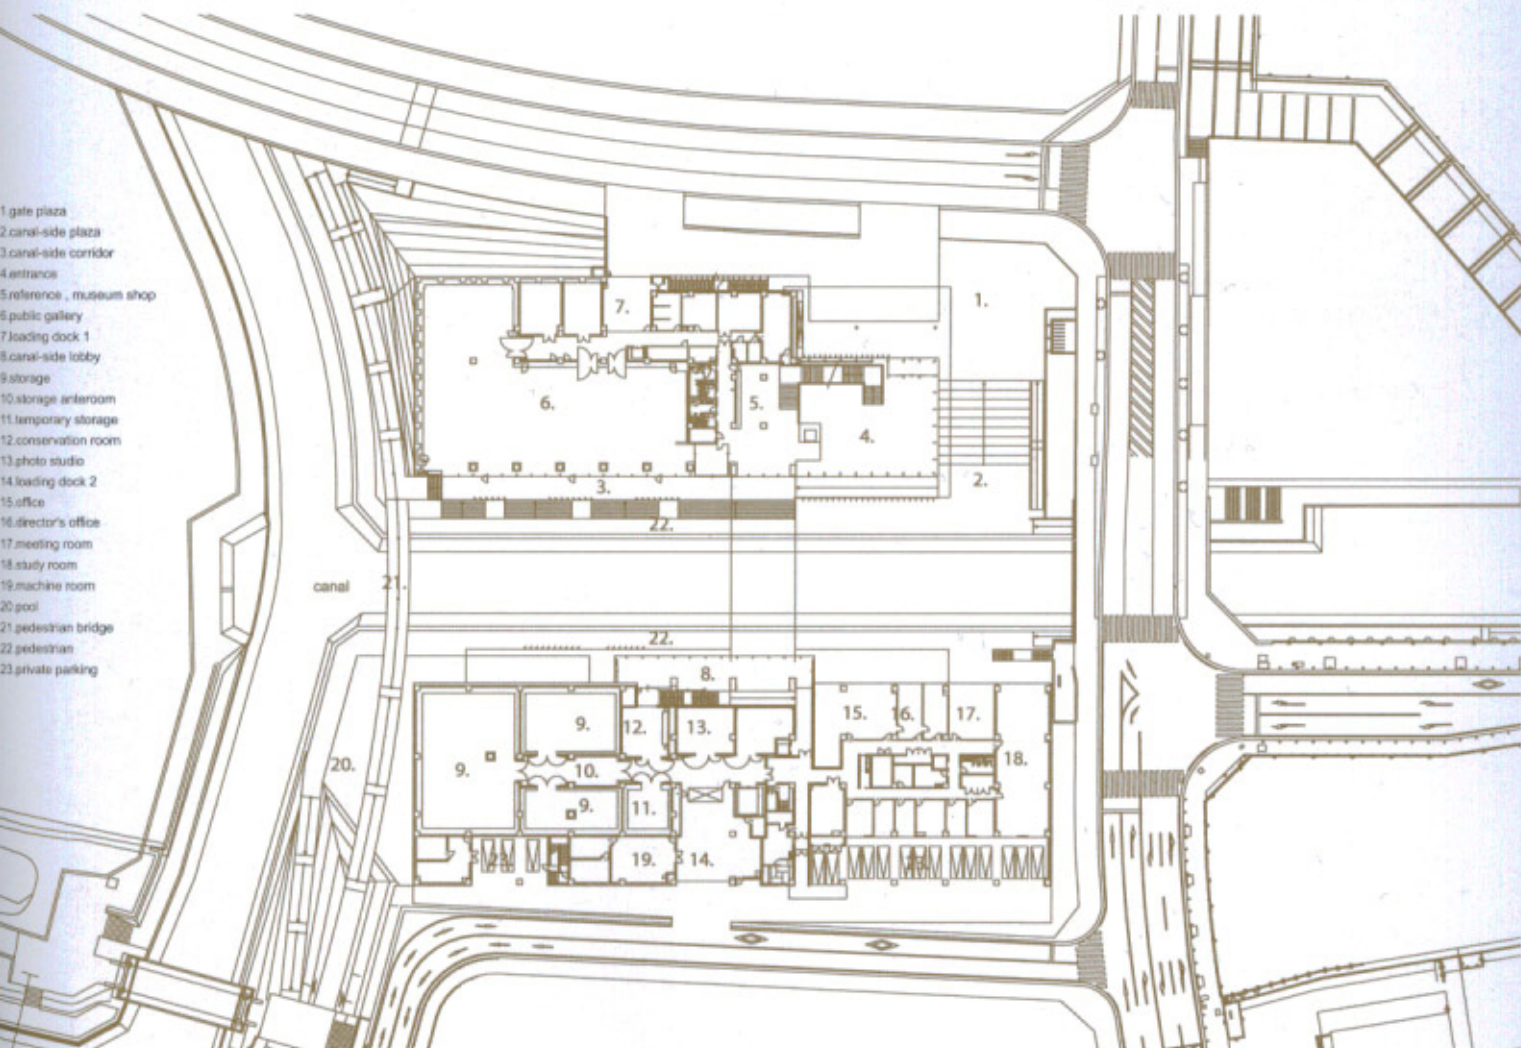 1.gate plaza
2.canal-side plaza
3.canal-side corridor
4.entrance
5.reference , museum shop
6.public gallery
7.loading dock 1
8.canal-side lobby
9.storage
10.storage anteroom
11.temporary storage
12.conservation room
13.photo studio
14.loading dock 2
15.office
16.director's office
17.meeting room
18.study room
19.machine room
20.pool
21.pedestrian bridge
22.pedestrian
23.private parking
1.
7.
6.
5.
4.
2.
3.
22.
canal
21.
22.
8.
9.
12.
13.
15.
16.
17.
20.
9.
10.
18.
9.
11.
23.
19.
14.
23.